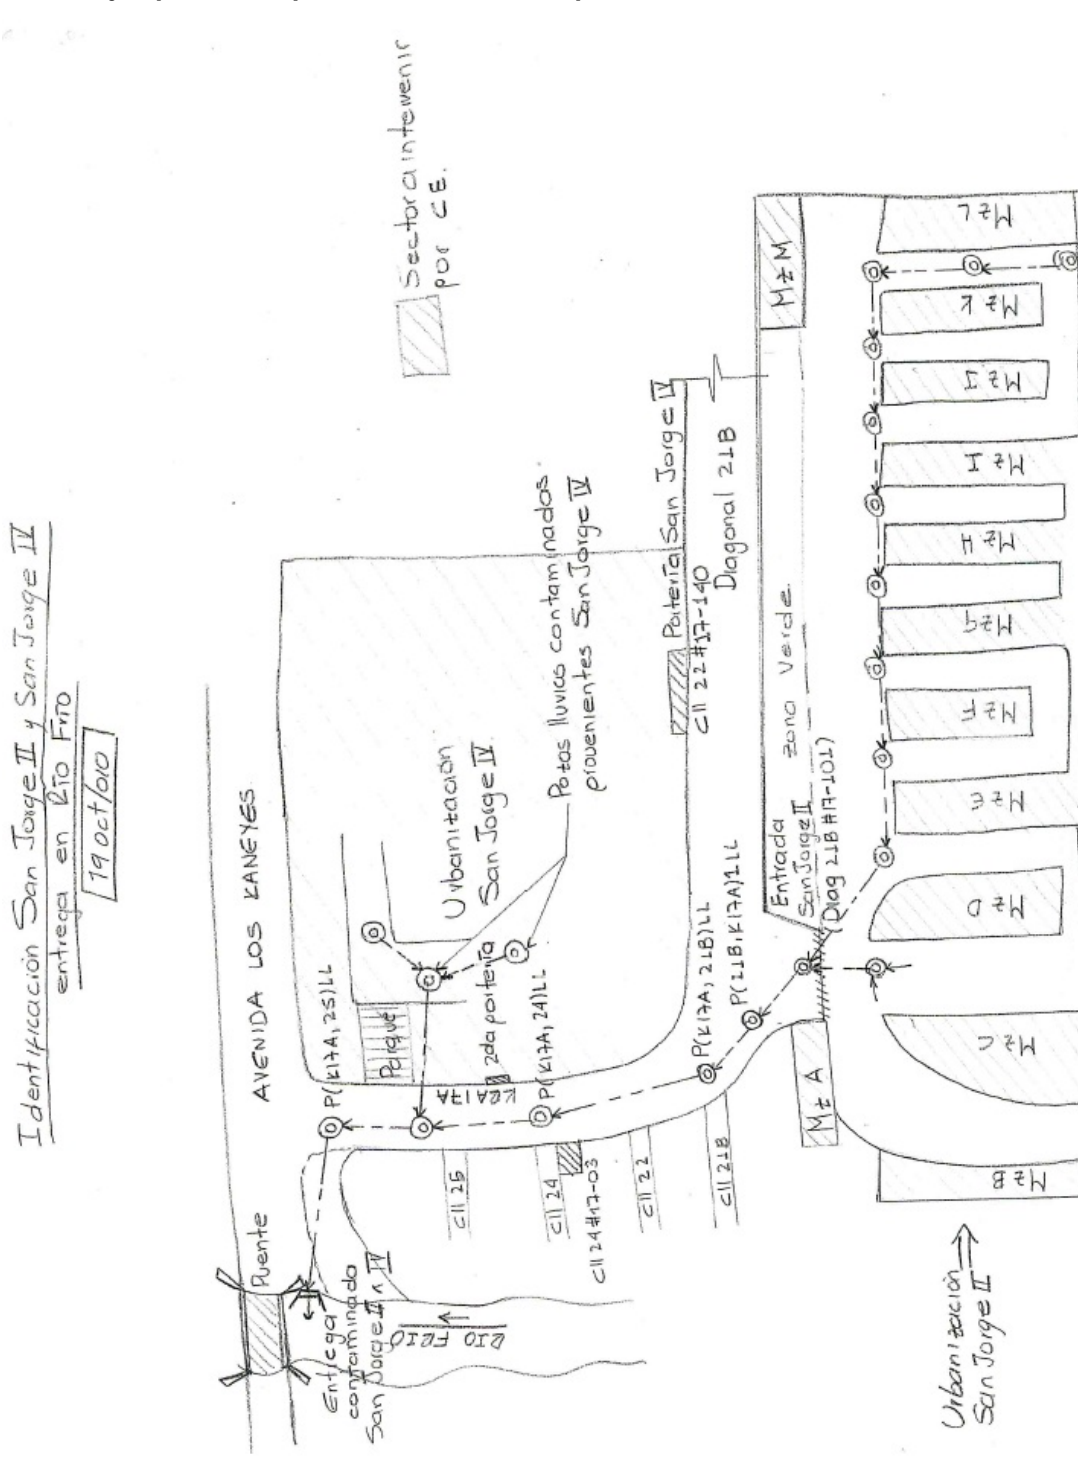 Identificación San Jorge II y San Jorge IV
entrega en Río Frío
19 oct/010
Sector a intevenir
por CE.
AVENIDA LOS KANEYES
Puente
P(K17A, 25)LL
Parque
Urbanización
San Jorge IV
2da portería
KRA 17A
P(K17A, 24)LL
Pozos lluvias contaminados
provenientes San Jorge IV
Portería San Jorge IV
Cll 22 #17-140
Diagonal 21B
P(K17A, 21B)LL
P(21B, K17A)1LL
Entrada
San Jorge II
(Diag 21B #17-101)
zona Verde
Entrega
contaminada
San Jorge II ^ IV
RIO FRIO
Cll 25
Cll 24
Cll 24 #17-03
Cll 22
Cll 21B
Mz A
Mz B
Mz C
Mz D
Mz E
Mz F
Mz G
Mz H
Mz I
Mz J
Mz K
Mz L
Mz M
Urbanización
San Jorge II